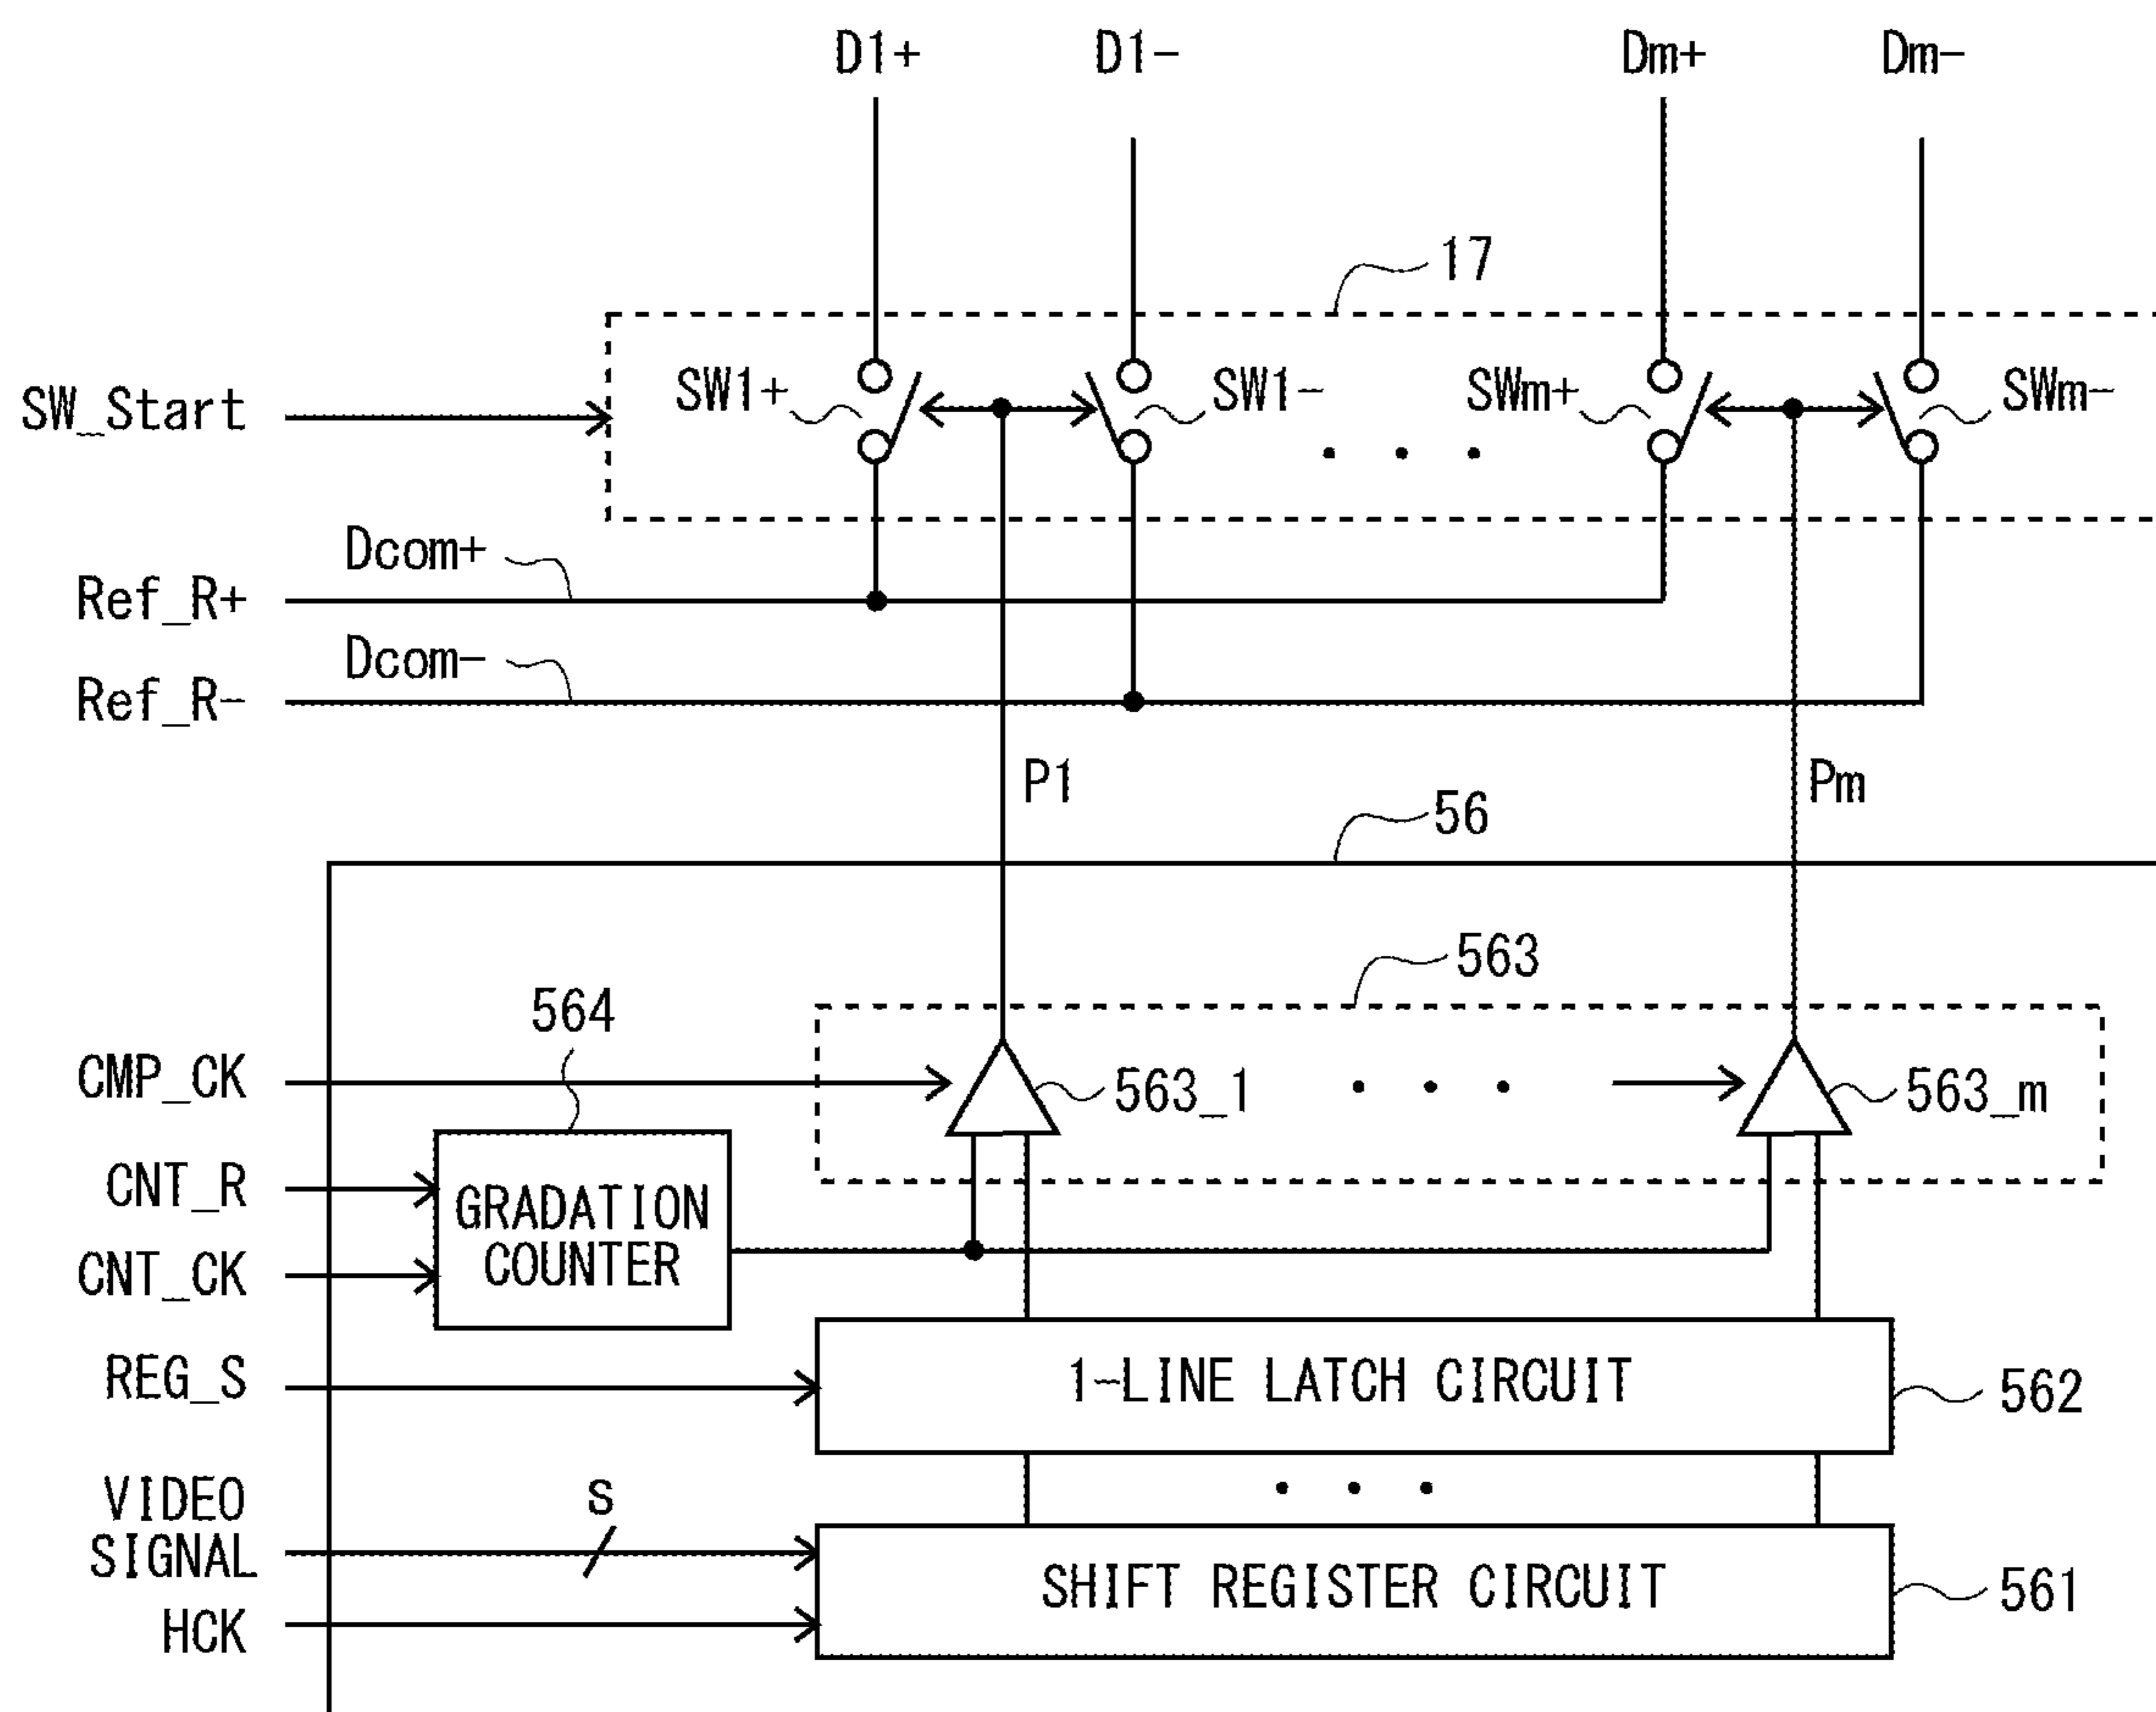 D1+ D1- Dm+ Dm-
17
SW_Start SW1+ SW1- SWm+ SWm-
Dcom+
Ref_R+
Dcom-
Ref_R-
P1 Pm
56
563
564
CMP_CK 563_1 563_m
CNT_R
GRADATION
COUNTER
CNT_CK
REG_S 1-LINE LATCH CIRCUIT 562
VIDEO
SIGNAL
S
SHIFT REGISTER CIRCUIT 561
HCK